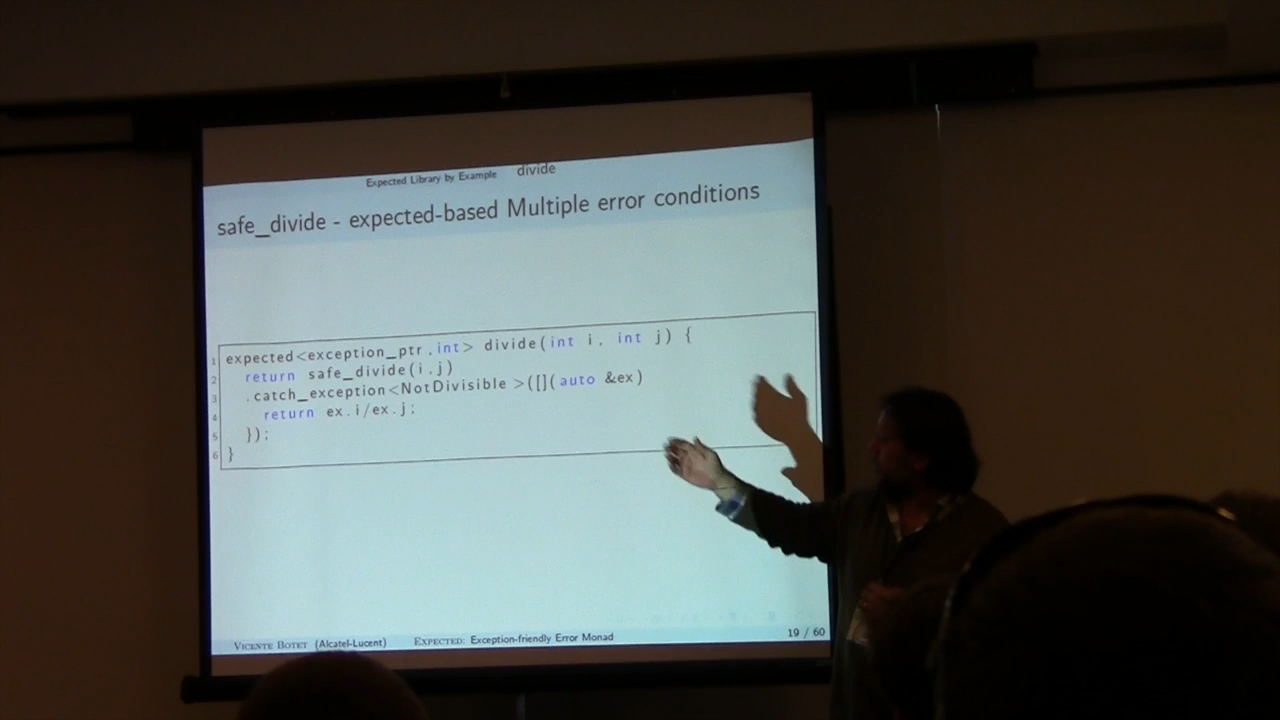 Expected Library by Example divide
safe_divide - expected-based Multiple error conditions
1 expected<exception_ptr,int> divide(int i, int j) {
2 return safe_divide(i,j)
3 .catch_exception<NotDivisible>([](auto &ex)
4 return ex.i/ex.j;
5 });
6 }
VICENTE BOTET (Alcatel-Lucent) EXPECTED: Exception-friendly Error Monad 19 / 60